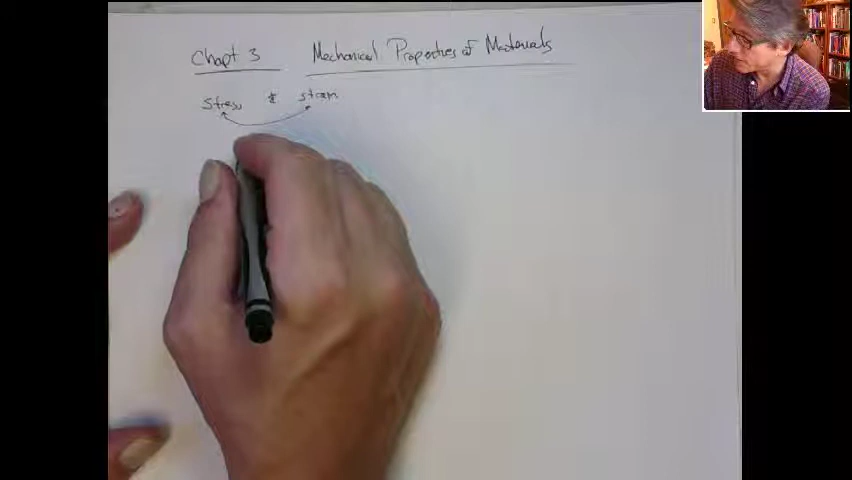 Chapt 3 Mechanical Properties of Materials
Stress & strain